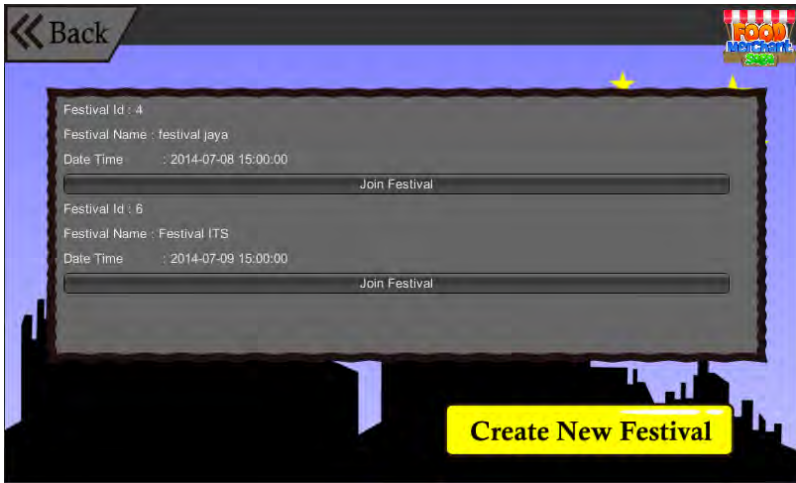 Back
FOOD
MERCHANT
SAGA
Festival Id : 4
Festival Name : festival jaya
Date Time : 2014-07-08 15:00:00
Join Festival
Festival Id : 6
Festival Name : Festival ITS
Date Time : 2014-07-09 15:00:00
Join Festival
Create New Festival